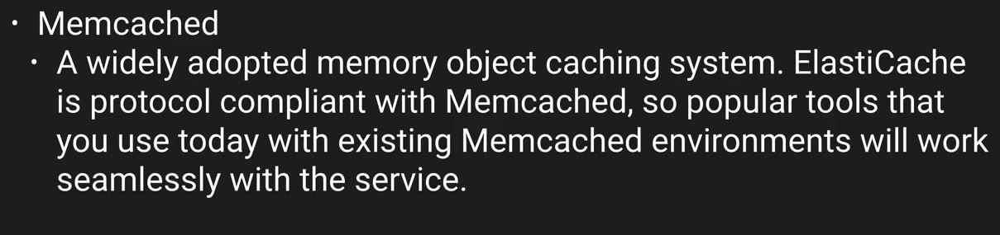 • Memcached
• A widely adopted memory object caching system. ElastiCache
is protocol compliant with Memcached, so popular tools that
you use today with existing Memcached environments will work
seamlessly with the service.